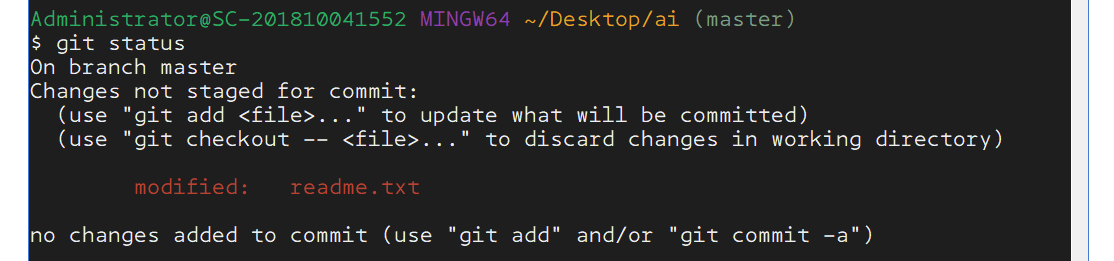 Administrator@SC-201810041552 MINGW64 ~/Desktop/ai (master)
$ git status
On branch master
Changes not staged for commit:
  (use "git add <file>..." to update what will be committed)
  (use "git checkout -- <file>..." to discard changes in working directory)
        modified:   readme.txt
no changes added to commit (use "git add" and/or "git commit -a")